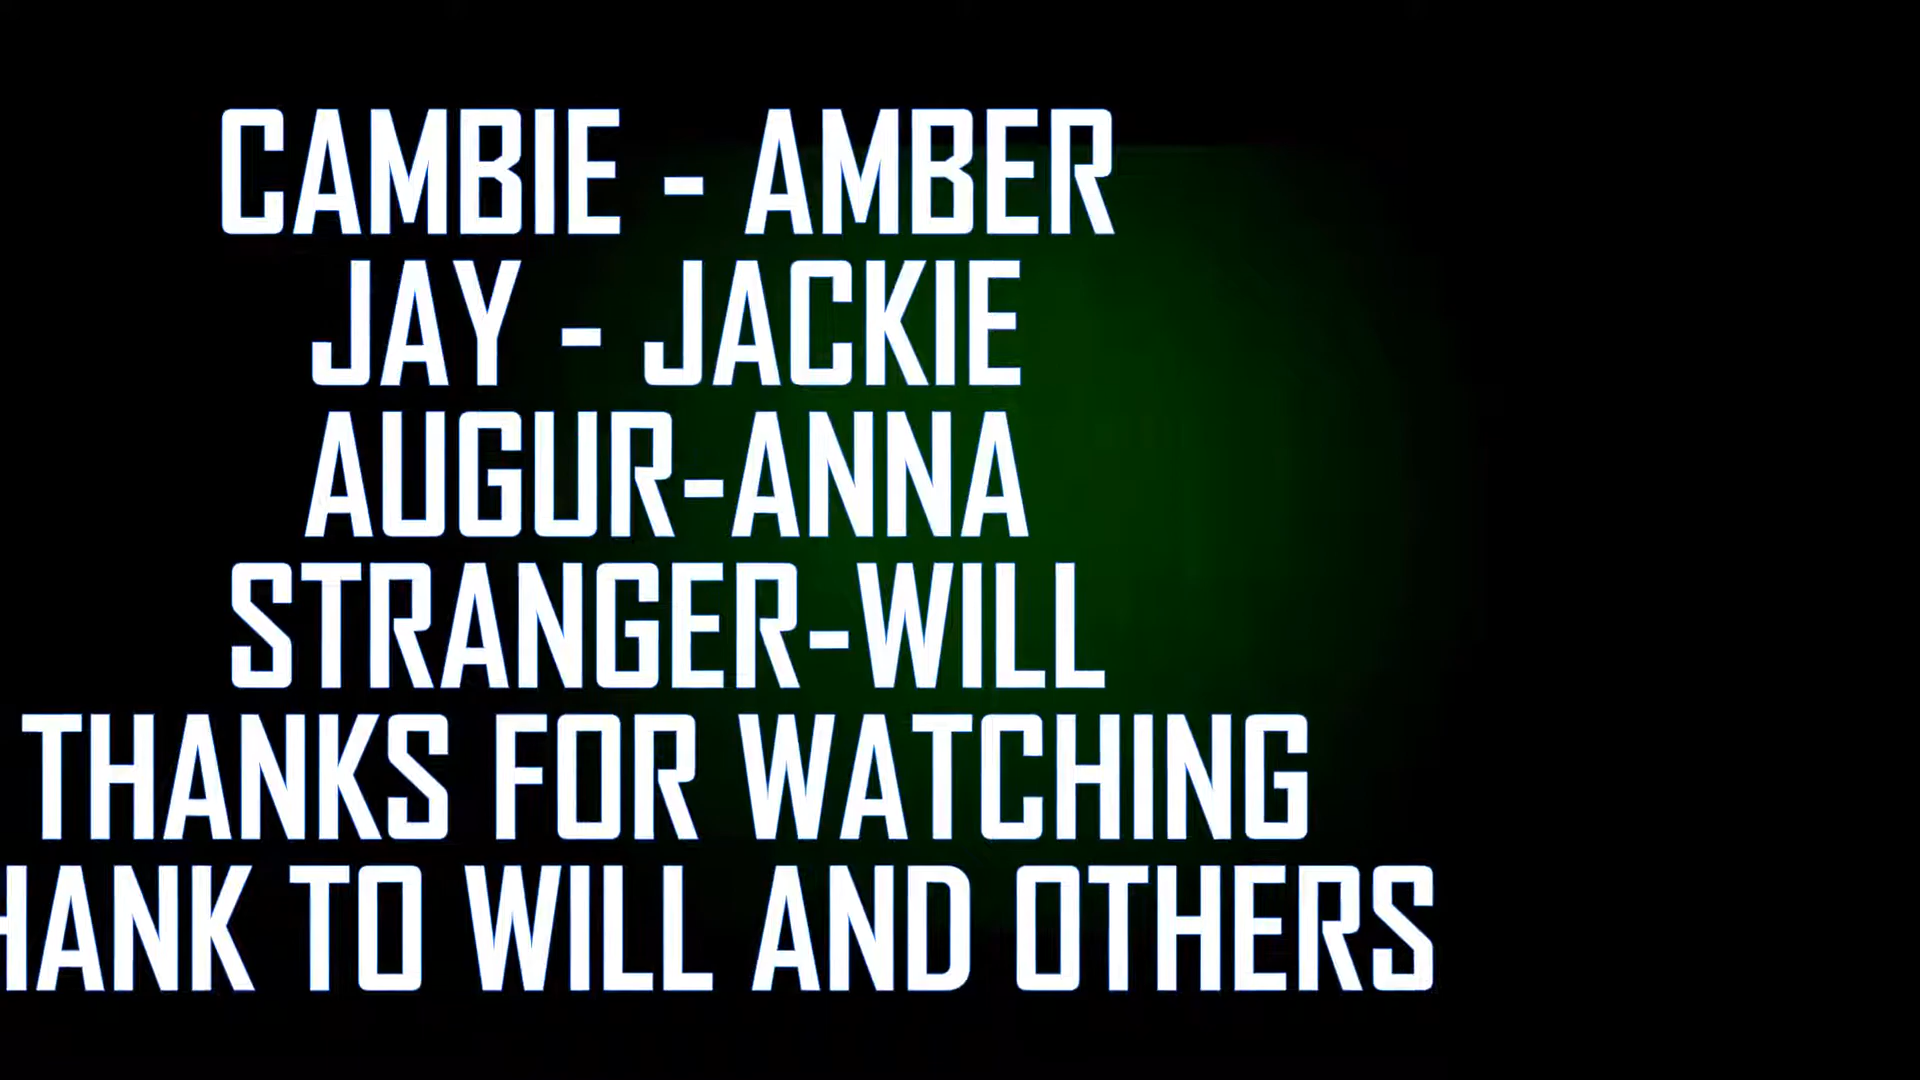 CAMBIE - AMBER
JAY - JACKIE
AUGUR-ANNA
STRANGER-WILL
THANKS FOR WATCHING
HANK TO WILL AND OTHERS